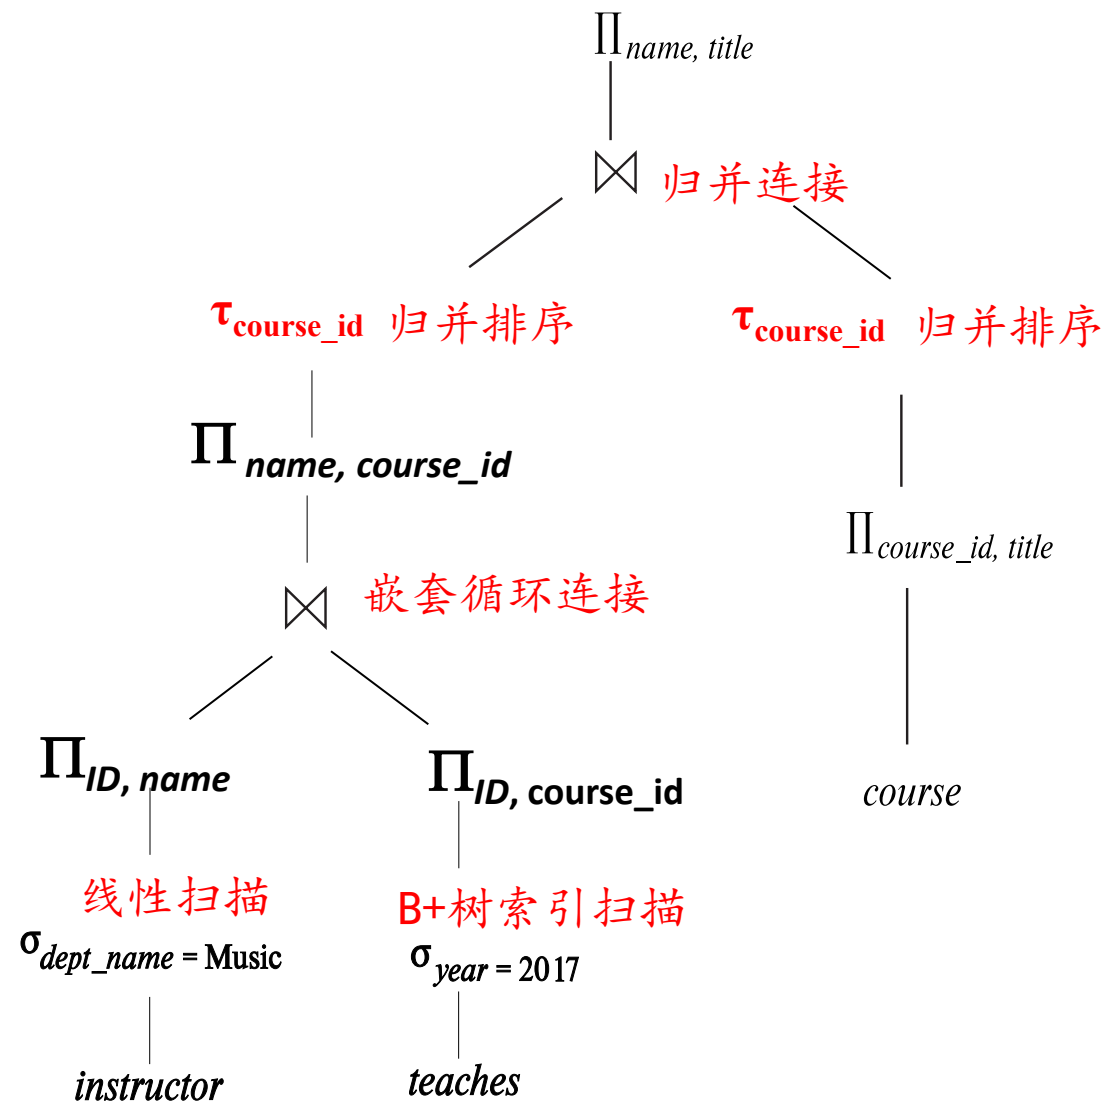 ∏name, title
⋈ 归并连接
τcourse_id 归并排序
τcourse_id 归并排序
Πname, course_id
∏course_id, title
⋈ 嵌套循环连接
ΠID, name
ΠID, course_id
course
线性扫描
B+树索引扫描
σdept_name = Music
σyear = 2017
instructor
teaches